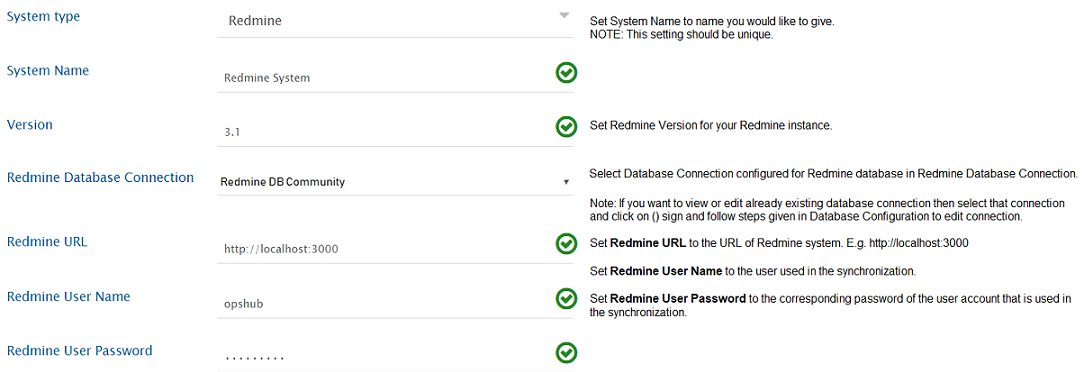 System type
Redmine
Set System Name to name you would like to give.
NOTE: This setting should be unique.
System Name
Redmine System
Version
3.1
Set Redmine Version for your Redmine instance.
Redmine Database Connection
Redmine DB Community
Select Database Connection configured for Redmine database in Redmine Database Connection.
Note: If you want to view or edit already existing database connection then select that connection
and click on () sign and follow steps given in Database Configuration to edit connection.
Redmine URL
http://localhost:3000
Set Redmine URL to the URL of Redmine system. E.g. http://localhost:3000
Set Redmine User Name to the user used in the synchronization.
Redmine User Name
opshub
Set Redmine User Password to the corresponding password of the user account that is used in
the synchronization.
Redmine User Password
.........